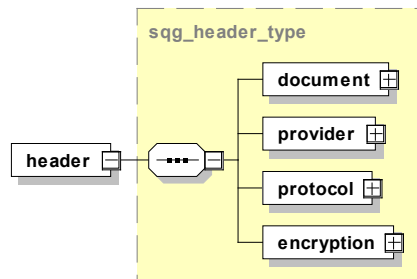 sqg_header_type
document
provider
header
protocol
encryption